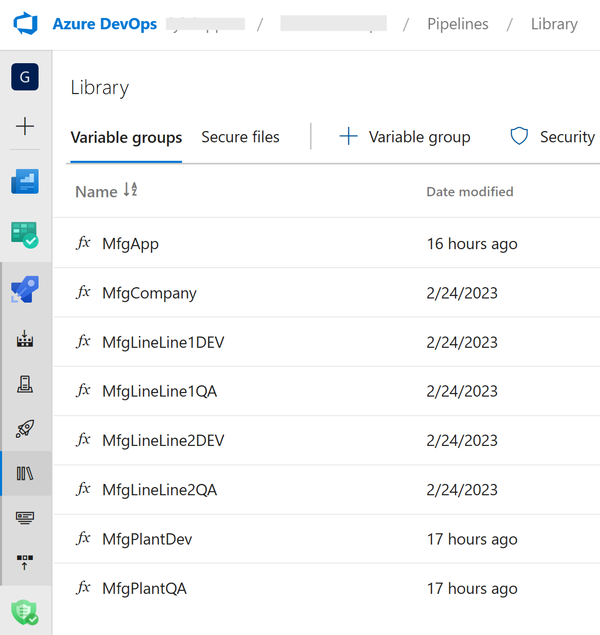 Azure DevOps / / Pipelines / Library
G
Library
Variable groups Secure files + Variable group Security
Name Date modified
fx MfgApp 16 hours ago
fx MfgCompany 2/24/2023
fx MfgLineLine1DEV 2/24/2023
fx MfgLineLine1QA 2/24/2023
fx MfgLineLine2DEV 2/24/2023
fx MfgLineLine2QA 2/24/2023
fx MfgPlantDev 17 hours ago
fx MfgPlantQA 17 hours ago